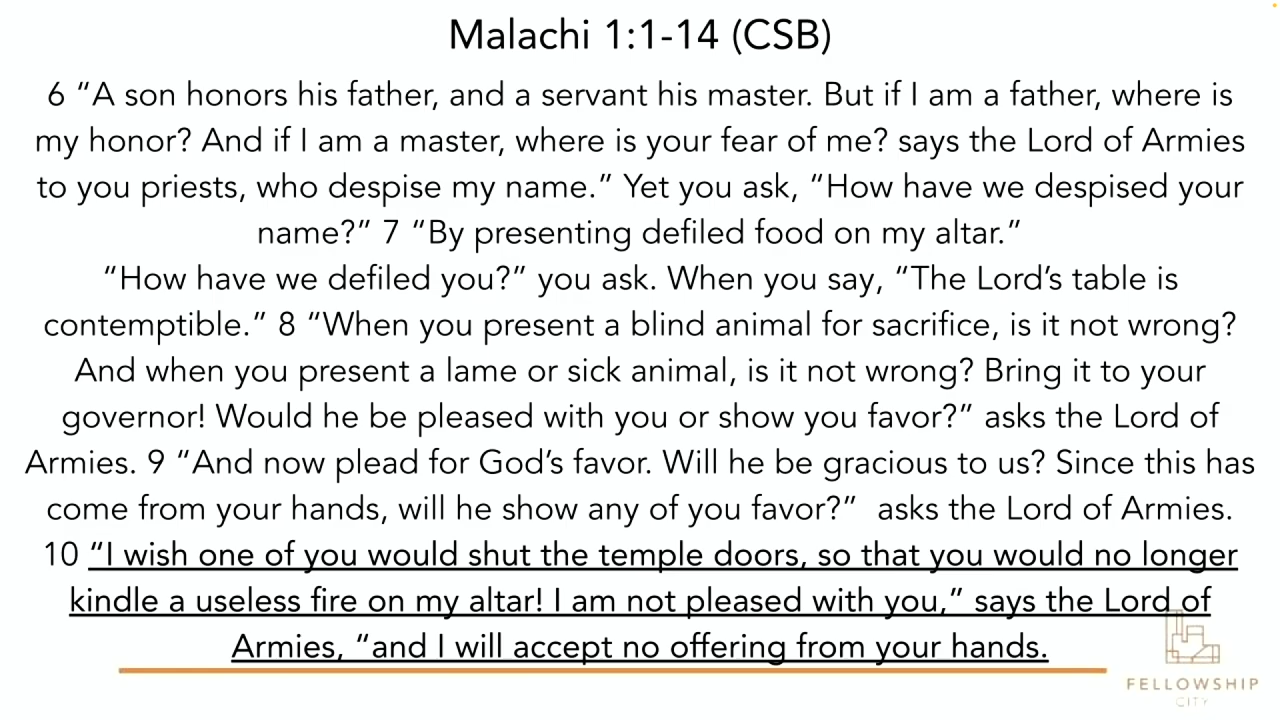 Malachi 1:1-14 (CSB)
6 “A son honors his father, and a servant his master. But if I am a father, where is
my honor? And if I am a master, where is your fear of me? says the Lord of Armies
to you priests, who despise my name.” Yet you ask, “How have we despised your
name?” 7 “By presenting defiled food on my altar.”
“How have we defiled you?” you ask. When you say, “The Lord’s table is
contemptible.” 8 “When you present a blind animal for sacrifice, is it not wrong?
And when you present a lame or sick animal, is it not wrong? Bring it to your
governor! Would he be pleased with you or show you favor?” asks the Lord of
Armies. 9 “And now plead for God’s favor. Will he be gracious to us? Since this has
come from your hands, will he show any of you favor?”  asks the Lord of Armies.
10 “I wish one of you would shut the temple doors, so that you would no longer
kindle a useless fire on my altar! I am not pleased with you,” says the Lord of
Armies, “and I will accept no offering from your hands.
FELLOWSHIP
CITY